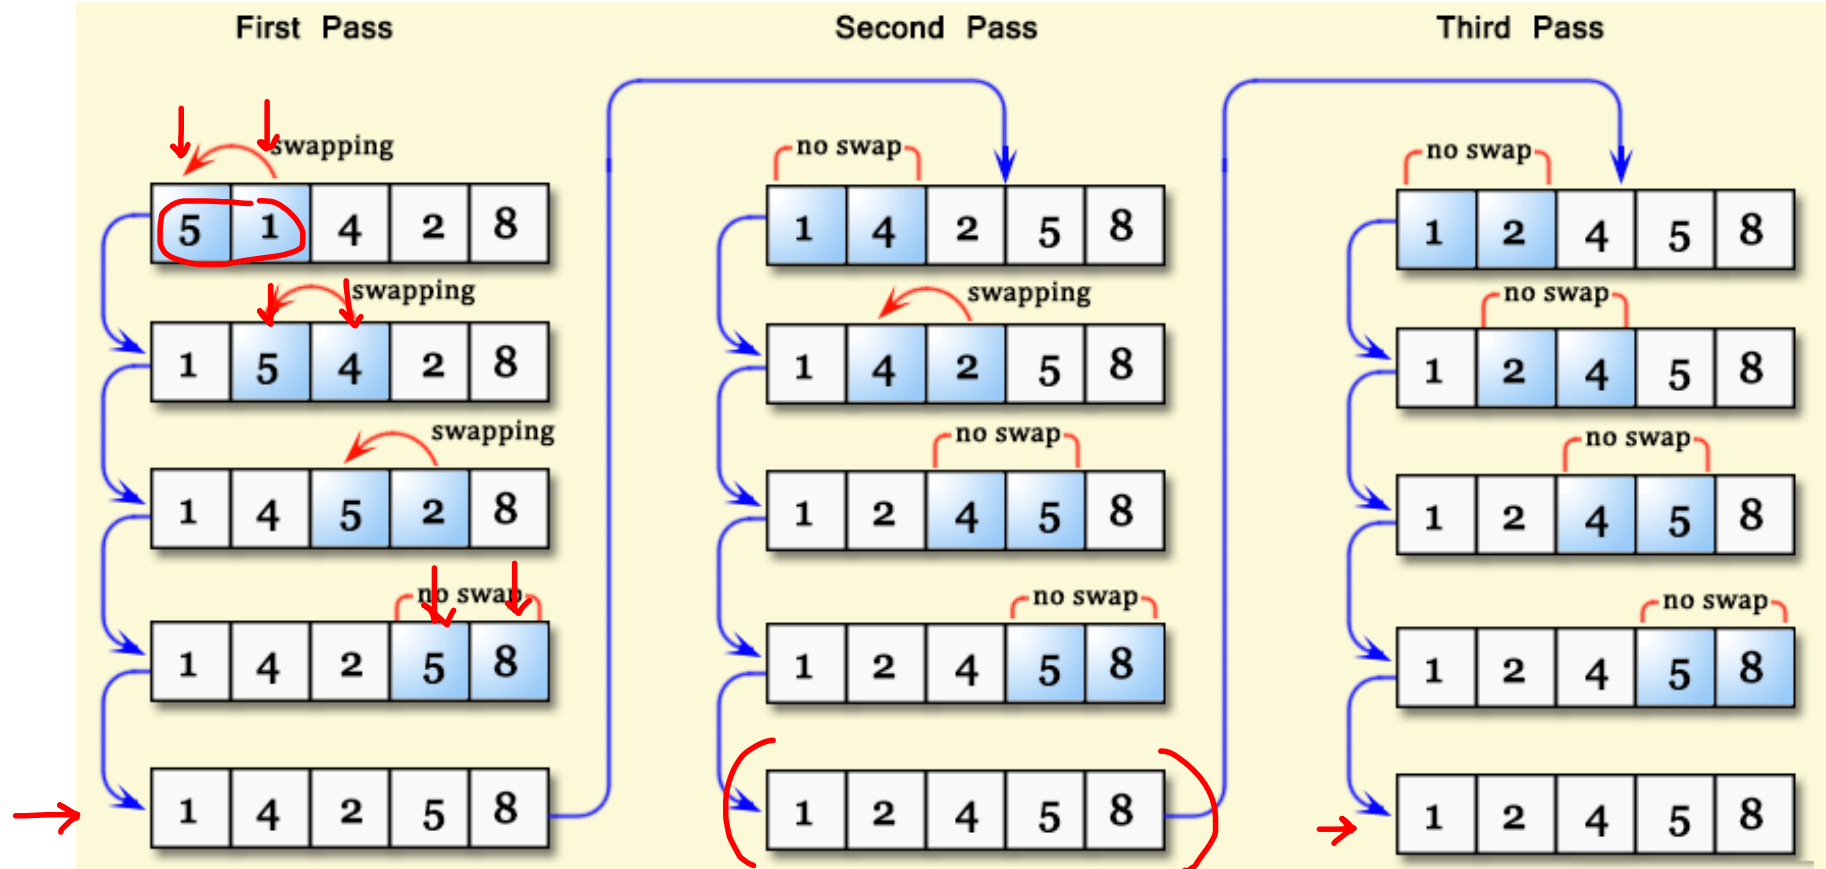 First Pass
swapping
5 1 4 2 8
swapping
1 5 4 2 8
swapping
1 4 5 2 8
no swap
1 4 2 5 8
1 4 2 5 8
Second Pass
no swap
1 4 2 5 8
swapping
1 4 2 5 8
no swap
1 2 4 5 8
no swap
1 2 4 5 8
1 2 4 5 8
Third Pass
no swap
1 2 4 5 8
no swap
1 2 4 5 8
no swap
1 2 4 5 8
no swap
1 2 4 5 8
1 2 4 5 8